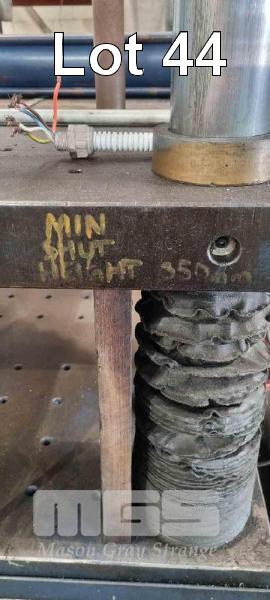 Lot 44
MIN
SHUT
HEIGHT 350mm
MGS
Mason Gray Strange